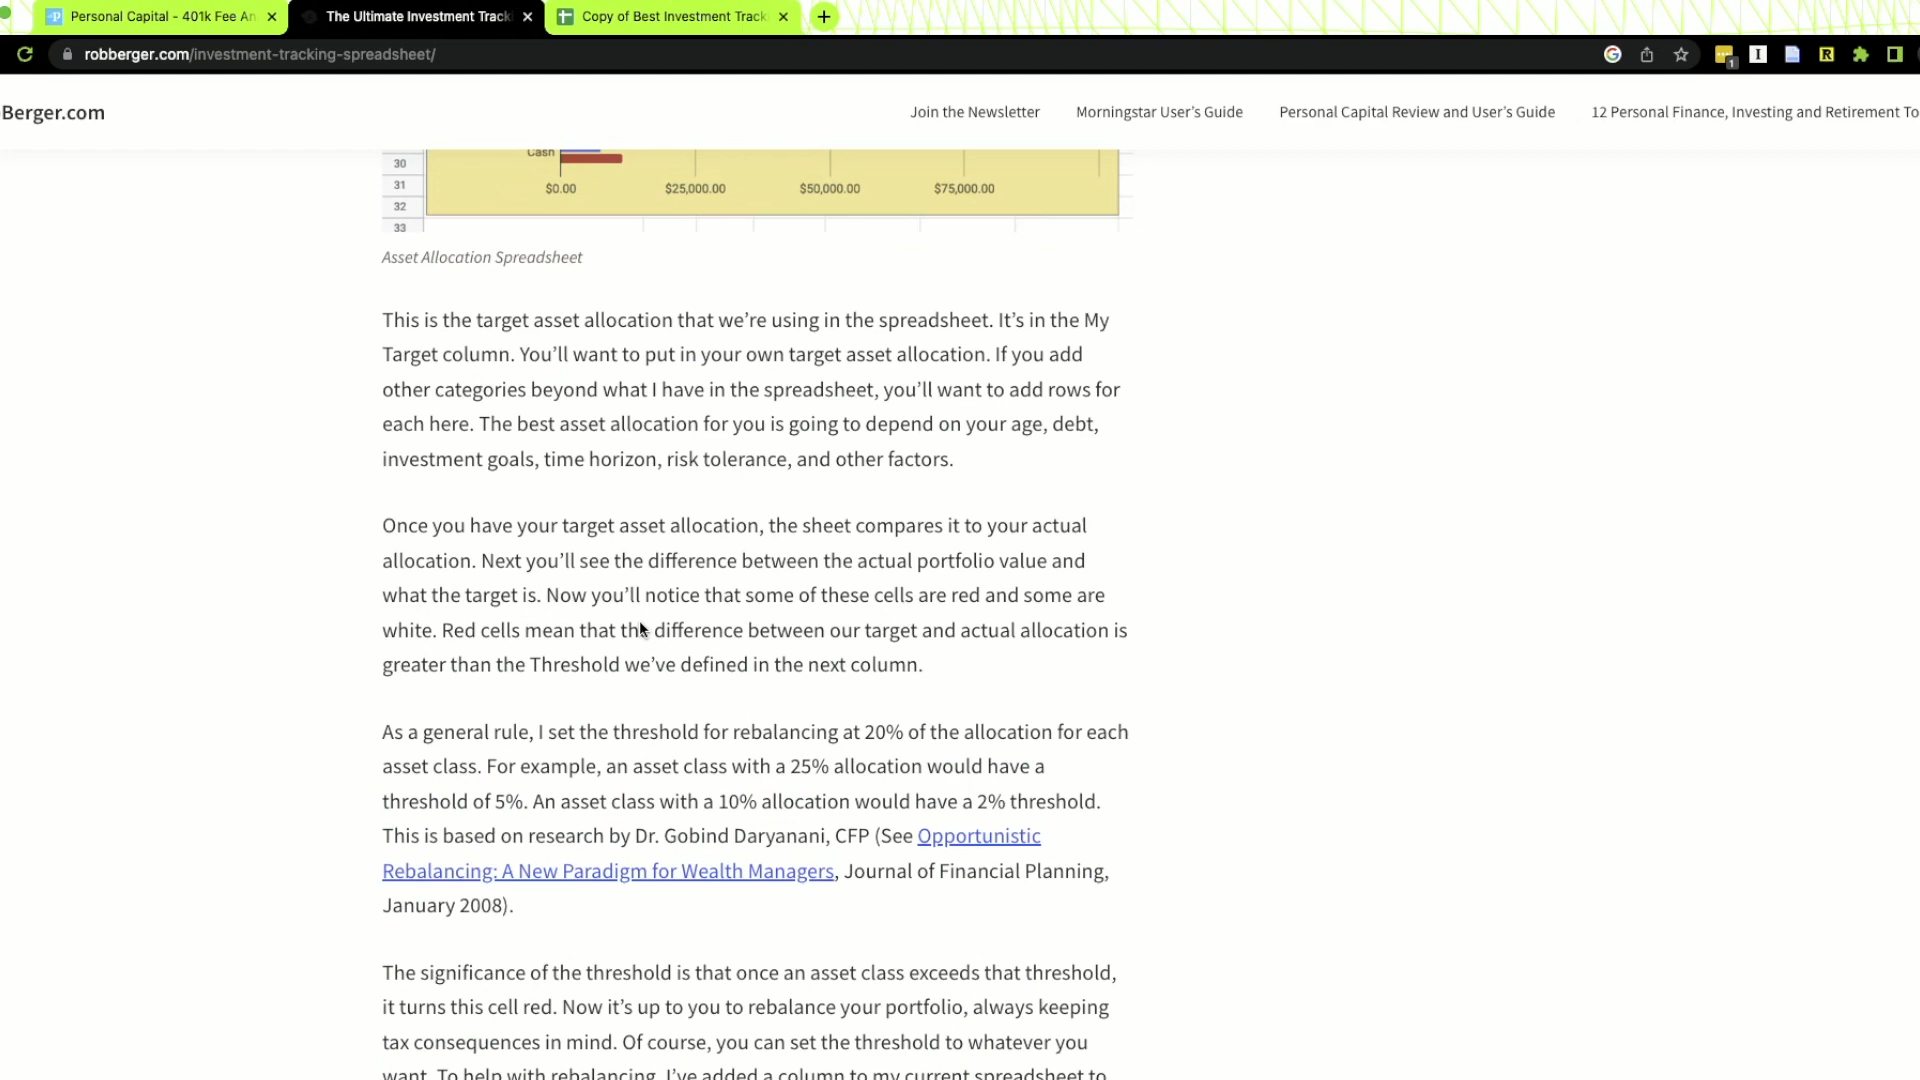 Personal Capital - 401k Fee An
The Ultimate Investment Track
Copy of Best Investment Track
robberger.com/investment-tracking-spreadsheet/
1
I
R
Berger.com
Join the Newsletter
Morningstar User's Guide
Personal Capital Review and User's Guide
12 Personal Finance, Investing and Retirement To
Cash
30
31
32
33
$0.00
$25,000.00
$50,000.00
$75,000.00
Asset Allocation Spreadsheet
This is the target asset allocation that we're using in the spreadsheet. It's in the My
Target column. You'll want to put in your own target asset allocation. If you add
other categories beyond what I have in the spreadsheet, you'll want to add rows for
each here. The best asset allocation for you is going to depend on your age, debt,
investment goals, time horizon, risk tolerance, and other factors.
Once you have your target asset allocation, the sheet compares it to your actual
allocation. Next you'll see the difference between the actual portfolio value and
what the target is. Now you'll notice that some of these cells are red and some are
white. Red cells mean that the difference between our target and actual allocation is
greater than the Threshold we've defined in the next column.
As a general rule, I set the threshold for rebalancing at 20% of the allocation for each
asset class. For example, an asset class with a 25% allocation would have a
threshold of 5%. An asset class with a 10% allocation would have a 2% threshold.
This is based on research by Dr. Gobind Daryanani, CFP (See Opportunistic
Rebalancing: A New Paradigm for Wealth Managers, Journal of Financial Planning,
January 2008).
The significance of the threshold is that once an asset class exceeds that threshold,
it turns this cell red. Now it's up to you to rebalance your portfolio, always keeping
tax consequences in mind. Of course, you can set the threshold to whatever you
want. To help with rebalancing, I've added a column to my current spreadsheet to